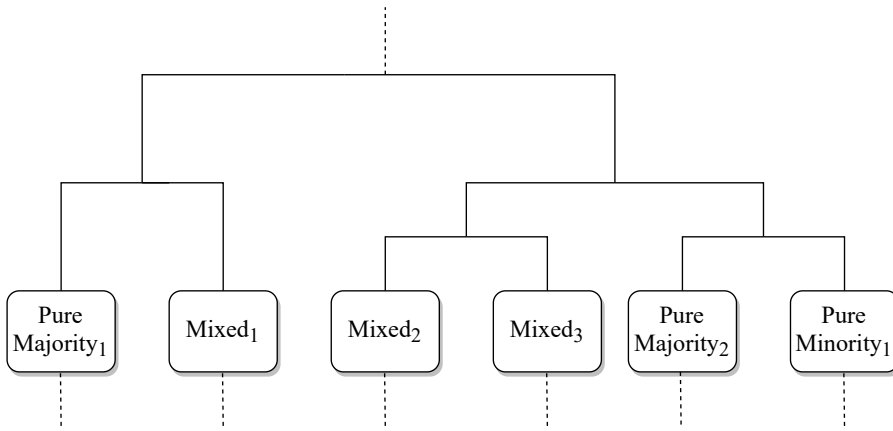 Pure
Majority₁
Mixed₁
Mixed₂
Mixed₃
Pure
Majority₂
Pure
Minority₁